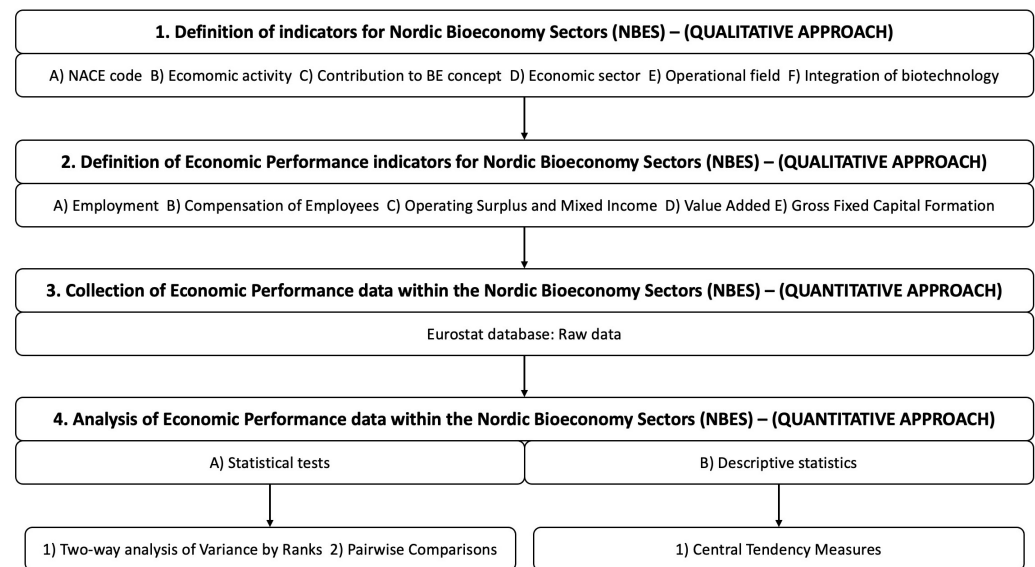 1. Definition of indicators for Nordic Bioeconomy Sectors (NBES) – (QUALITATIVE APPROACH)
A) NACE code B) Ecomomic activity C) Contribution to BE concept D) Economic sector E) Operational field F) Integration of biotechnology
2. Definition of Economic Performance indicators for Nordic Bioeconomy Sectors (NBES) – (QUALITATIVE APPROACH)
A) Employment B) Compensation of Employees C) Operating Surplus and Mixed Income D) Value Added E) Gross Fixed Capital Formation
3. Collection of Economic Performance data within the Nordic Bioeconomy Sectors (NBES) – (QUANTITATIVE APPROACH)
Eurostat database: Raw data
4. Analysis of Economic Performance data within the Nordic Bioeconomy Sectors (NBES) – (QUANTITATIVE APPROACH)
A) Statistical tests
B) Descriptive statistics
1) Two-way analysis of Variance by Ranks 2) Pairwise Comparisons
1) Central Tendency Measures